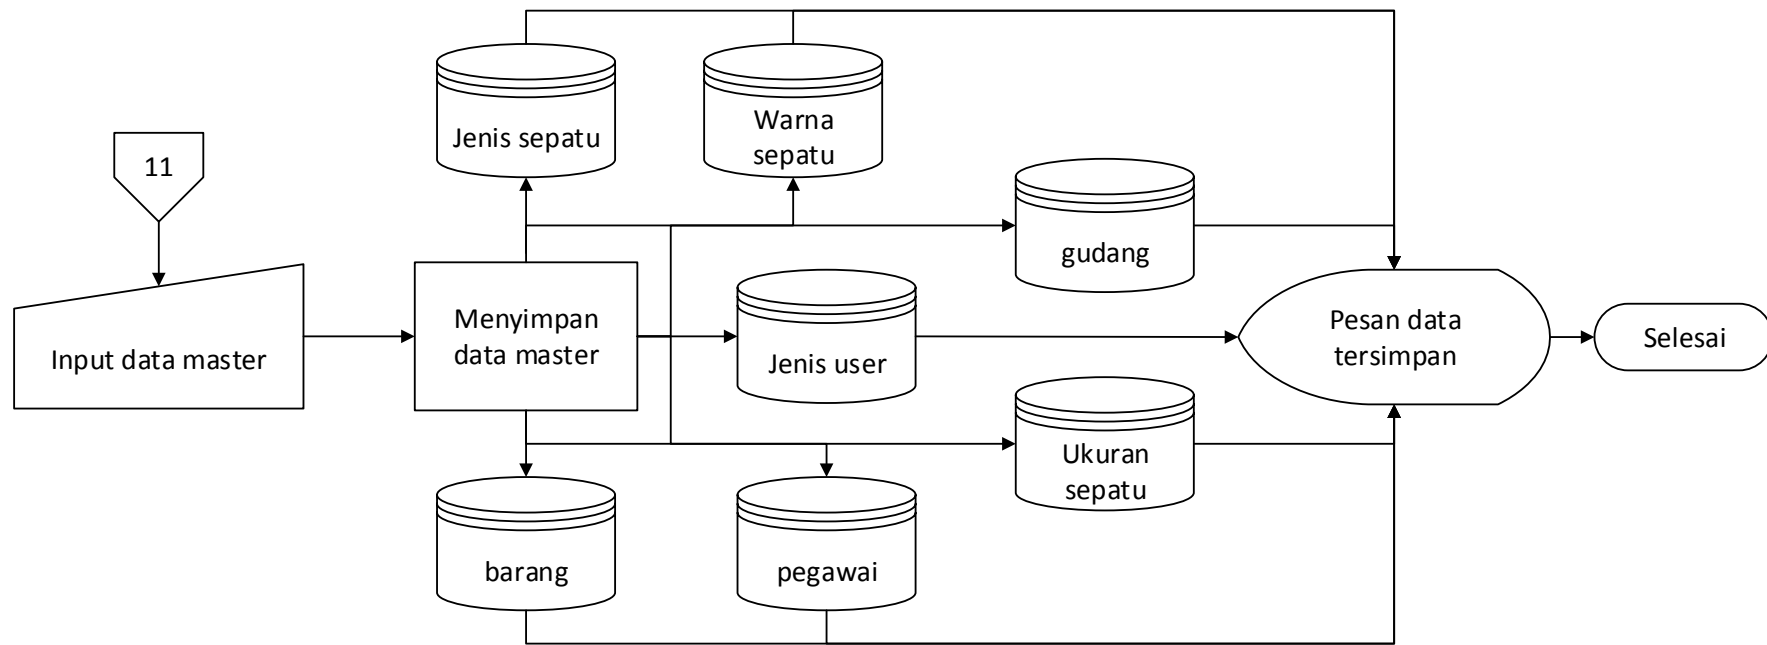 11
Input data master
Menyimpan
data master
Jenis sepatu
Warna
sepatu
gudang
Jenis user
Ukuran
sepatu
barang
pegawai
Pesan data
tersimpan
Selesai